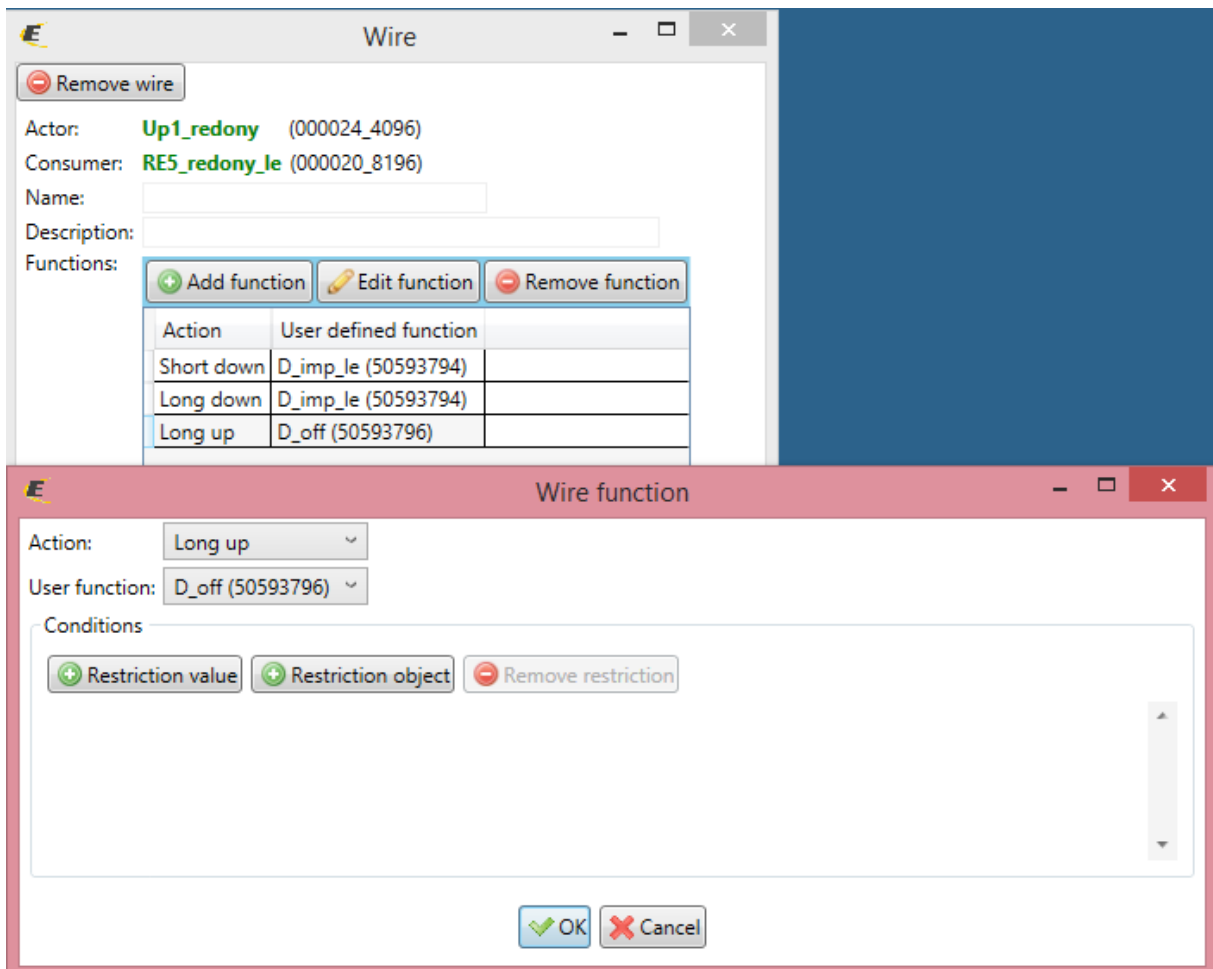 Wire
Remove wire
Actor: Up1_redony (000024_4096)
Consumer: RE5_redony_le (000020_8196)
Name:
Description:
Functions:
Add function Edit function Remove function
Action User defined function
Short down D_imp_le (50593794)
Long down D_imp_le (50593794)
Long up D_off (50593796)
Wire function
Action: Long up
User function: D_off (50593796)
Conditions
Restriction value Restriction object Remove restriction
OK Cancel